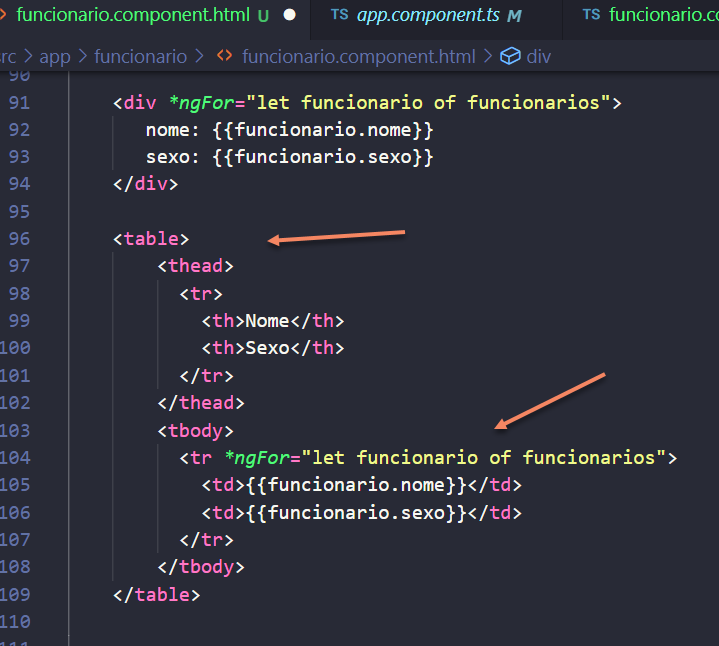 funcionario.component.html U ● TS app.component.ts M TS funcionario.co
src > app > funcionario > <> funcionario.component.html > div
90
91 <div *ngFor="let funcionario of funcionarios">
92 nome: {{funcionario.nome}}
93 sexo: {{funcionario.sexo}}
94 </div>
95
96 <table>
97 <thead>
98 <tr>
99 <th>Nome</th>
100 <th>Sexo</th>
101 </tr>
102 </thead>
103 <tbody>
104 <tr *ngFor="let funcionario of funcionarios">
105 <td>{{funcionario.nome}}</td>
106 <td>{{funcionario.sexo}}</td>
107 </tr>
108 </tbody>
109 </table>
110
111